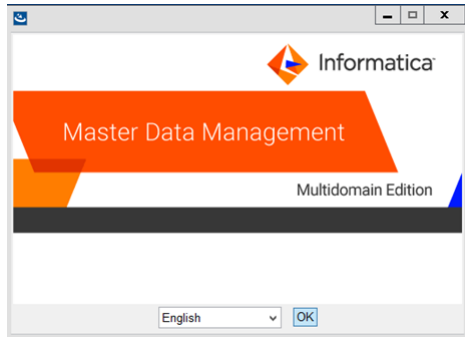 Informatica
Master Data Management
Multidomain Edition
English
OK